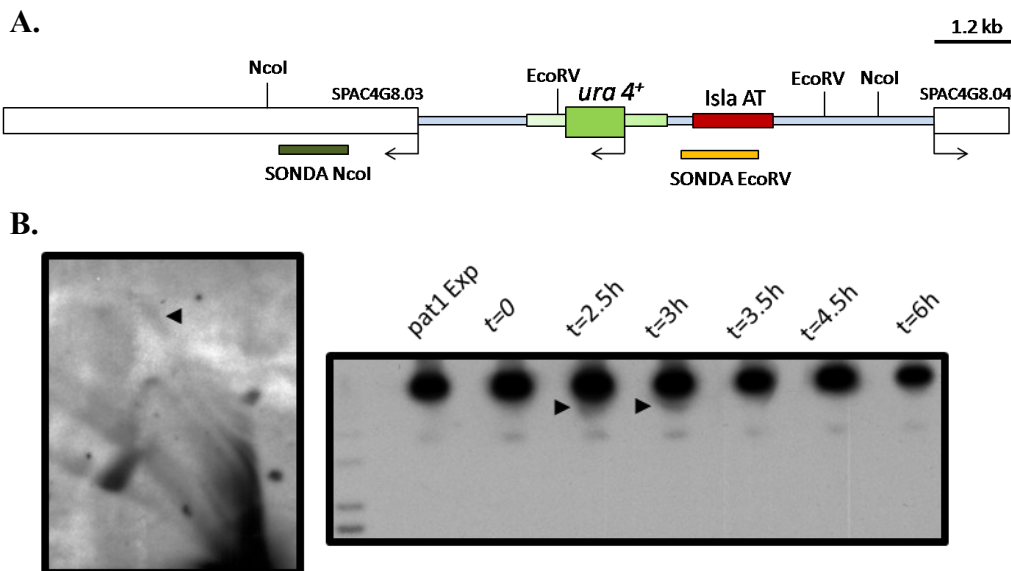 A.
1.2 kb
NcoI
SPAC4G8.03
EcoRV
ura 4+
Isla AT
EcoRV
NcoI
SPAC4G8.04
SONDA NcoI
SONDA EcoRV
B.
pat1 Exp
t=0
t=2.5h
t=3h
t=3.5h
t=4.5h
t=6h